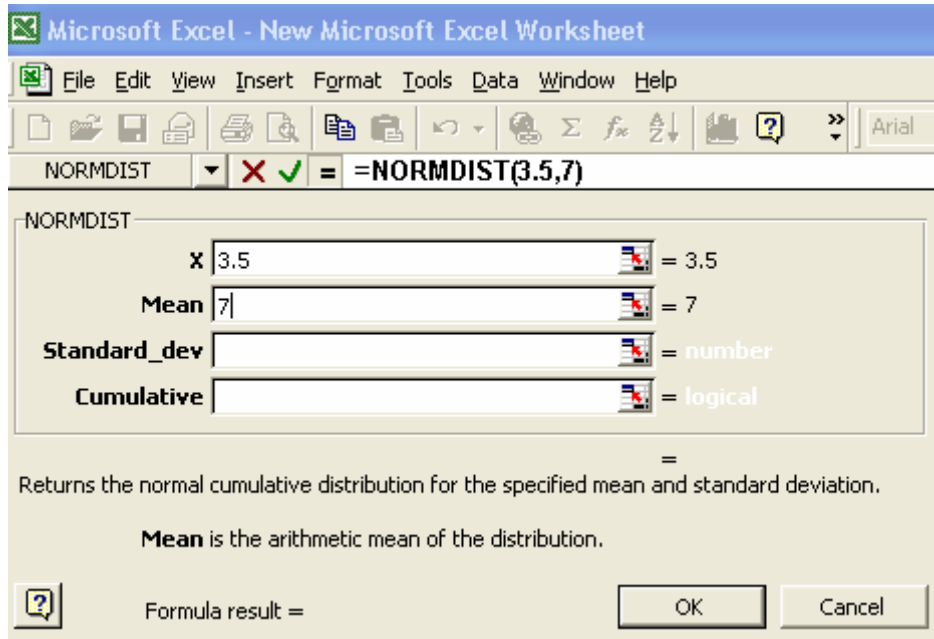 Microsoft Excel - New Microsoft Excel Worksheet
File Edit View Insert Format Tools Data Window Help
Arial
NORMDIST = =NORMDIST(3.5,7)
NORMDIST
X 3.5 = 3.5
Mean 7 = 7
Standard_dev = number
Cumulative = logical
=
Returns the normal cumulative distribution for the specified mean and standard deviation.
Mean is the arithmetic mean of the distribution.
Formula result = OK Cancel